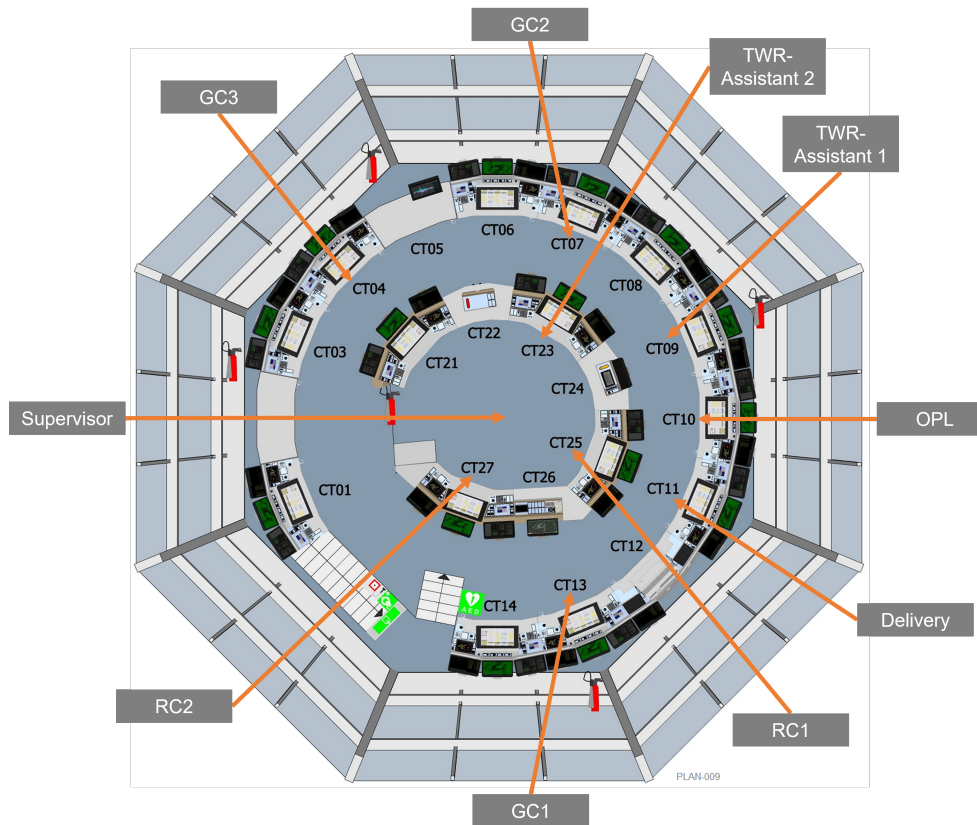 GC2
TWR-
Assistant 2
GC3
TWR-
Assistant 1
CT06
CT07
CT05
CT08
CT04
CT03
CT22
CT23
CT09
CT21
CT24
Supervisor
CT10
OPL
CT25
CT27
CT26
CT11
CT01
CT12
CT13
CT14
AED
Delivery
RC2
RC1
PLAN-009
GC1